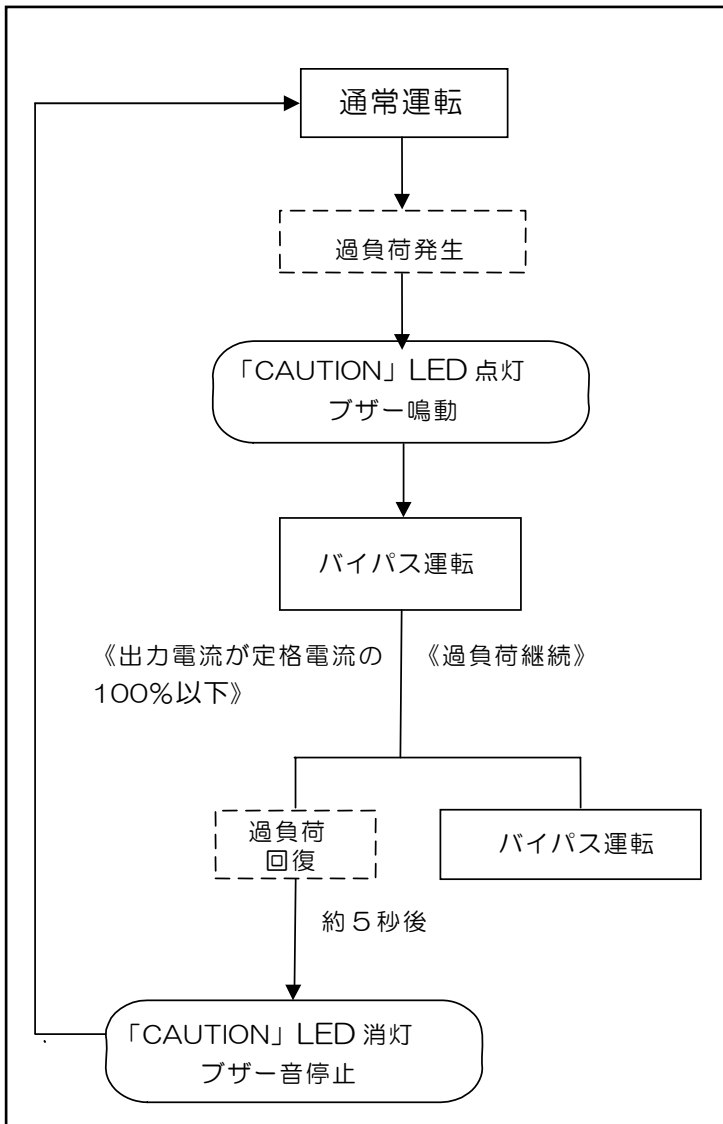 通常運転
過負荷発生
「CAUTION」LED 点灯
ブザー鳴動
バイパス運転
《出力電流が定格電流の
100%以下》
《過負荷継続》
過負荷
回復
バイパス運転
約5秒後
「CAUTION」LED 消灯
ブザー音停止